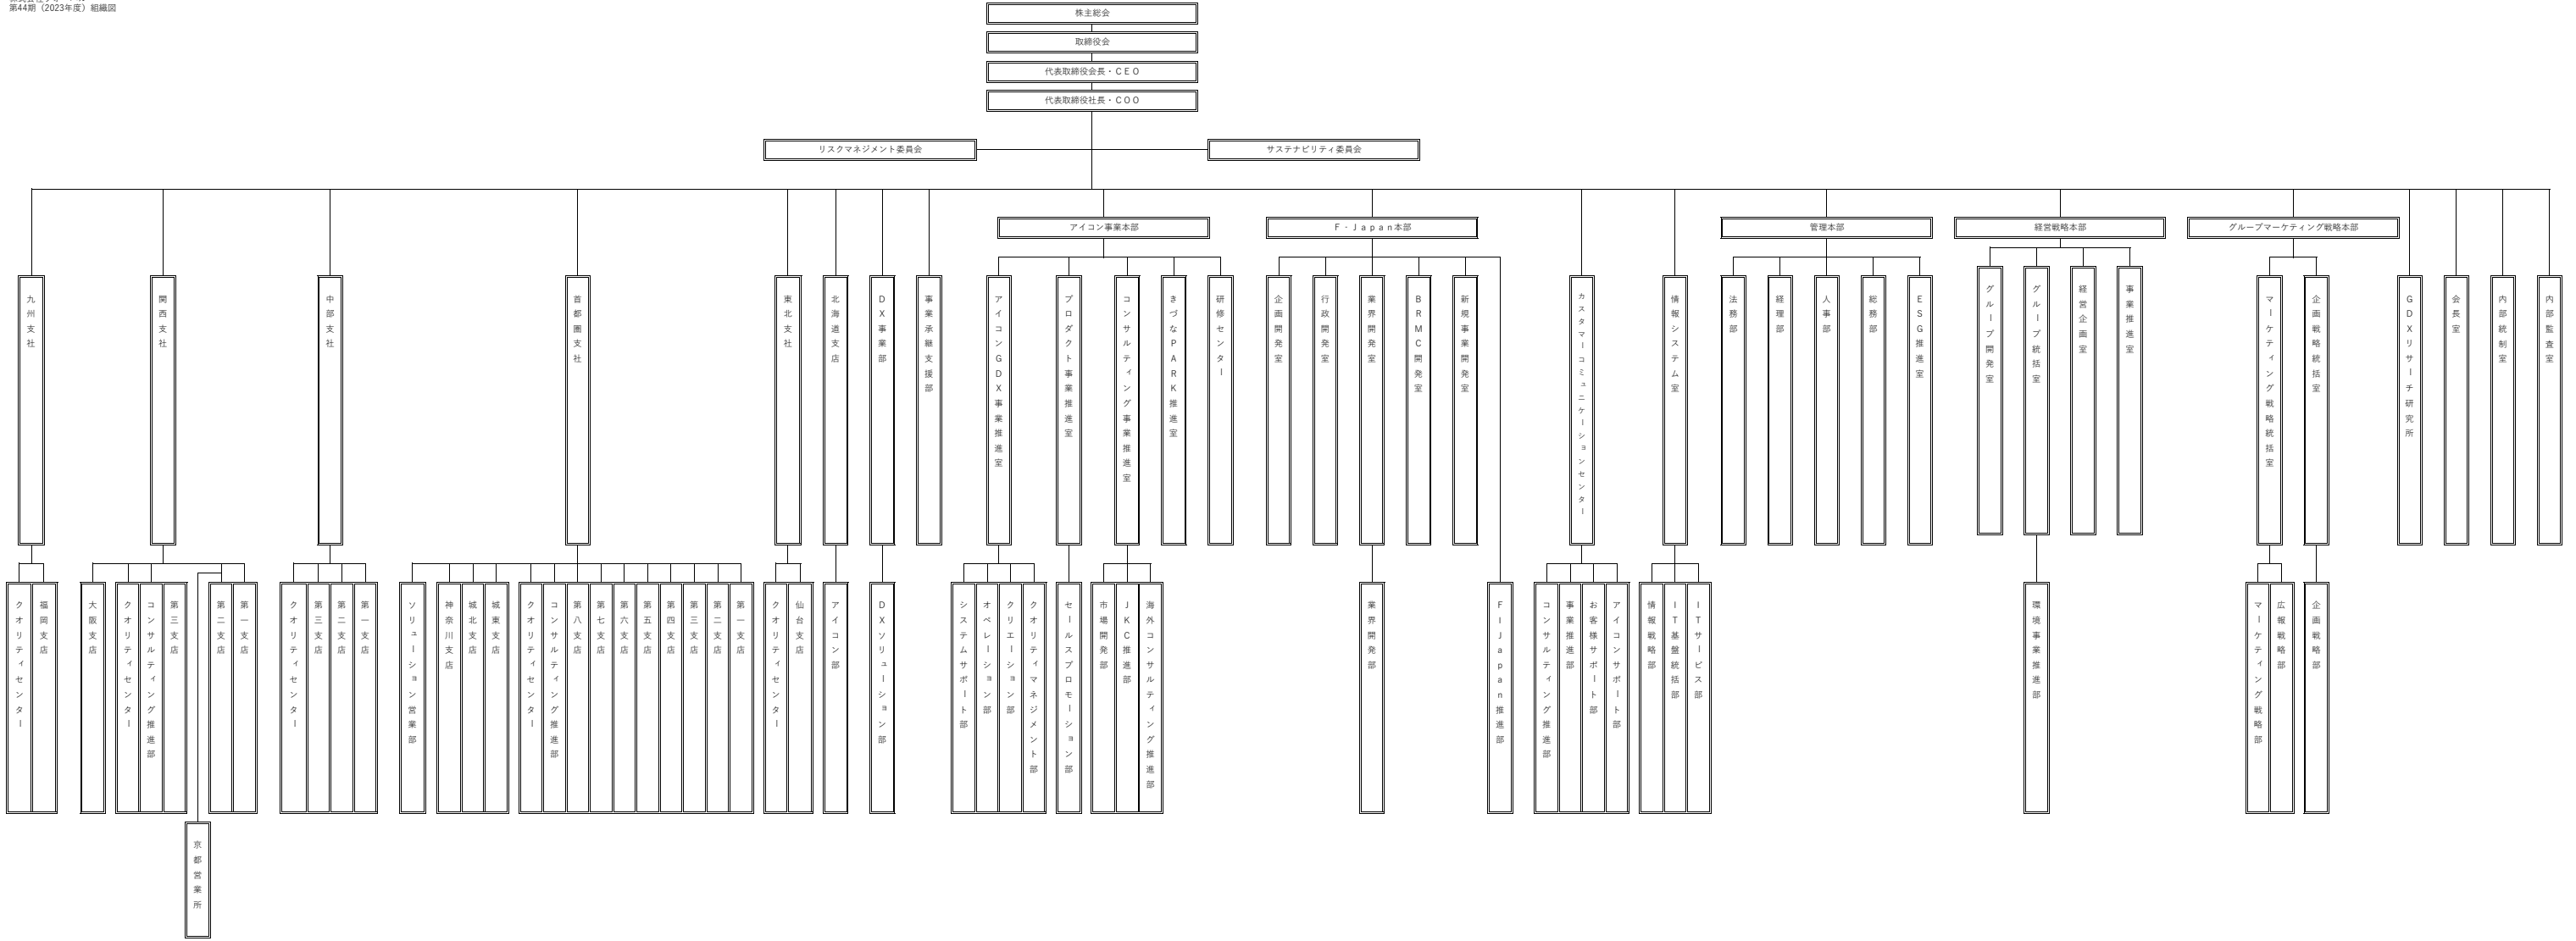 第44期（2023年度）組織図
株主総会
取締役会
代表取締役会長・ＣＥＯ
代表取締役社長・ＣＯＯ
リスクマネジメント委員会
サステナビリティ委員会
アイコン事業本部
Ｆ‐Ｊａｐａｎ本部
管理本部
経営戦略本部
グループマーケティング戦略本部
九州支社
関西支社
中部支社
首都圏支社
東北支社
北海道支店
ＤＸ事業部
事業承継支援部
アイコンＧＤＸ事業推進室
プロダクト事業推進室
コンサルティング事業推進室
きづなＰＡＲＫ推進室
研修センター
企画開発室
行政開発室
業界開発室
ＢＲＭＣ開発室
新規事業開発室
カスタマーコミュニケーションセンター
情報システム室
法務部
経理部
人事部
総務部
ＥＳＧ推進室
グループ開発室
グループ統括室
経営企画室
事業推進室
マーケティング戦略統括室
企画戦略統括室
ＧＤＸリサーチ研究所
会長室
内部統制室
内部監査室
クオリティセンター
福岡支店
大阪支店
クオリティセンター
コンサルティング推進部
第三支店
第二支店
第一支店
クオリティセンター
第三支店
第二支店
第一支店
ソリューション営業部
神奈川支店
城北支店
城東支店
クオリティセンター
コンサルティング推進部
第八支店
第七支店
第六支店
第五支店
第四支店
第三支店
第二支店
第一支店
クオリティセンター
仙台支店
アイコン部
ＤＸソリューション部
システムサポート部
オペレーション部
クリエーション部
クオリティマネジメント部
セールスプロモーション部
市場開発部
ＪＫＣ推進部
海外コンサルティング推進部
業界開発部
ＦｌＪａｐａｎ推進部
コンサルティング推進部
事業推進部
お客様サポート部
アイコンサポート部
情報戦略部
ＩＴ基盤統括部
ＩＴサービス部
環境事業推進部
マーケティング戦略部
広報戦略部
企画戦略部
京都営業所